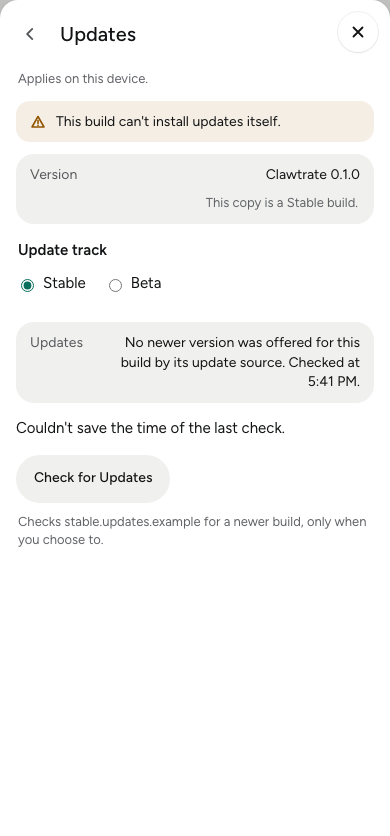 Updates
Applies on this device.
This build can't install updates itself.
Version
Clawtrate 0.1.0
This copy is a Stable build.
Update track
Stable
Beta
Updates
No newer version was offered for this
build by its update source. Checked at
5:41 PM.
Couldn't save the time of the last check.
Check for Updates
Checks stable.updates.example for a newer build, only when
you choose to.